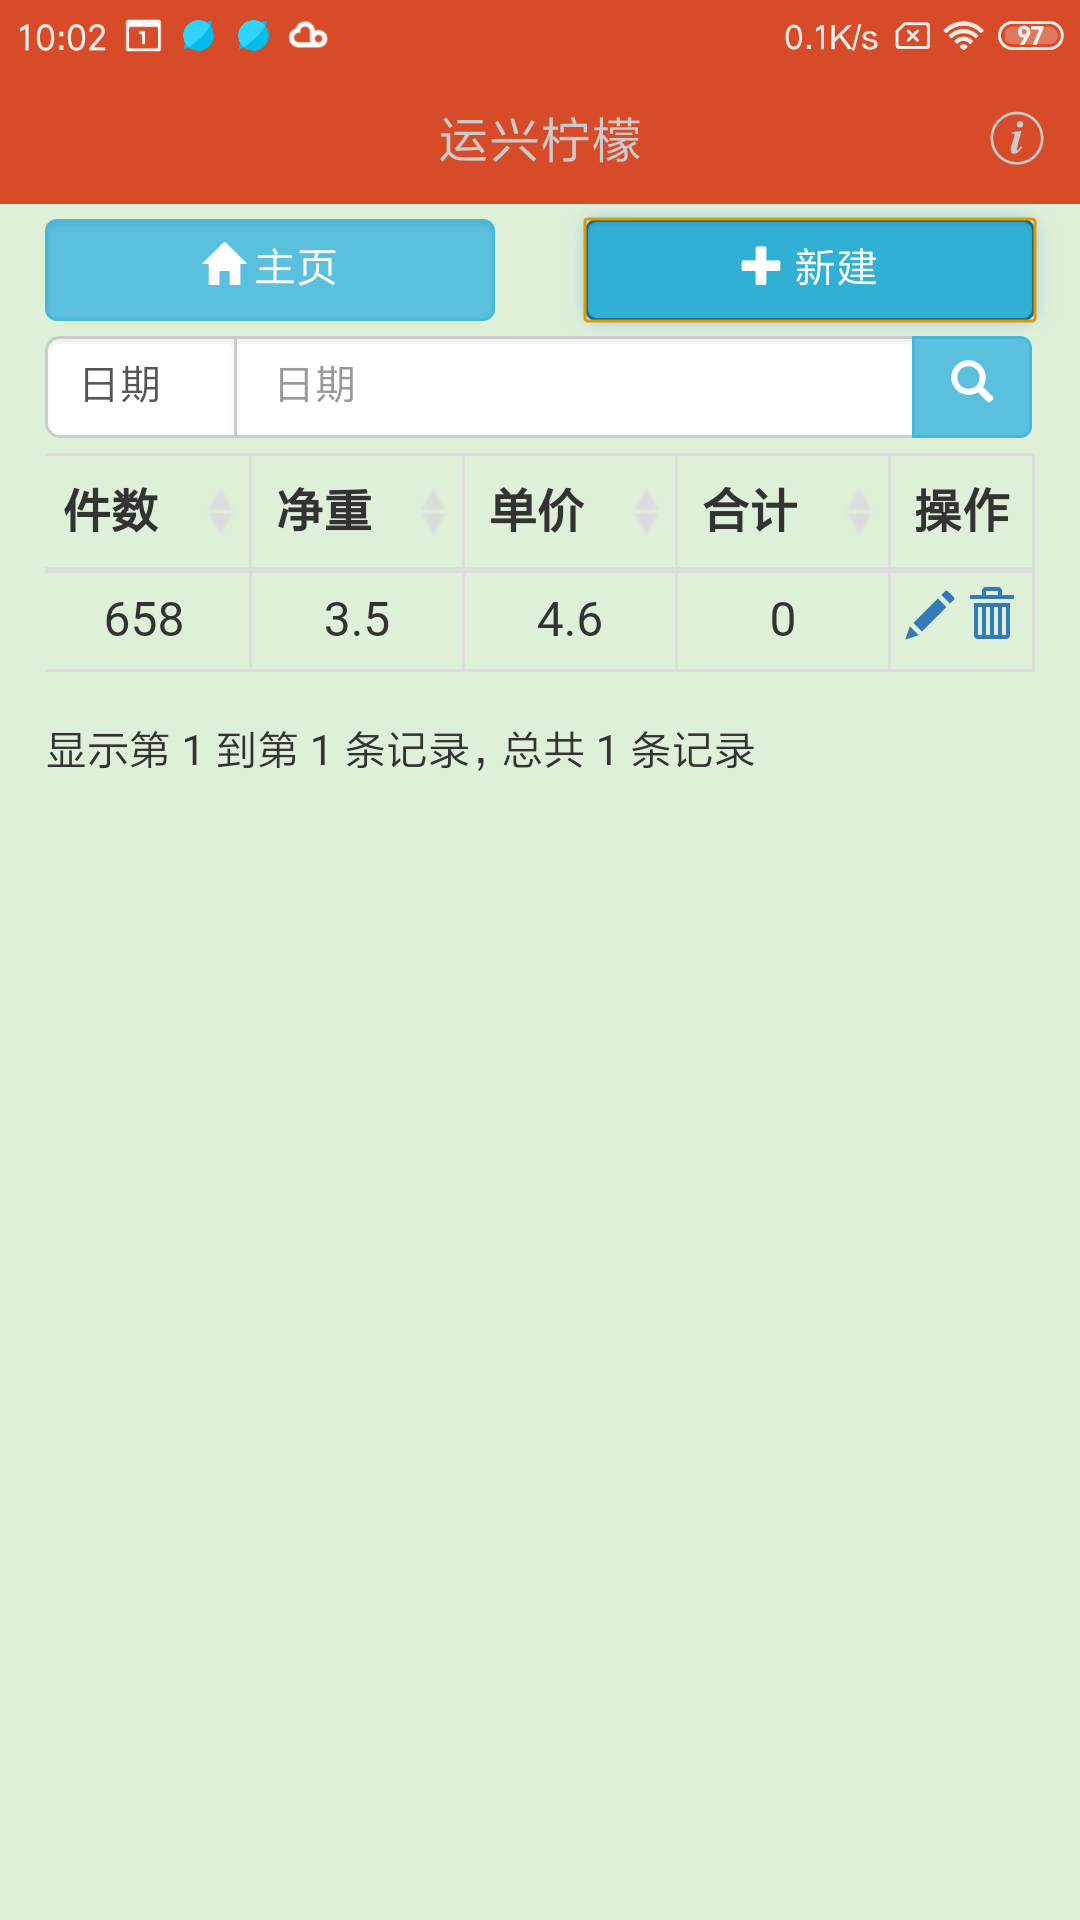 10:02 1 0.1K/s 97
运兴柠檬 i
主页 新建
日期 日期
件数 净重 单价 合计 操作
658 3.5 4.6 0
显示第 1 到第 1 条记录, 总共 1 条记录